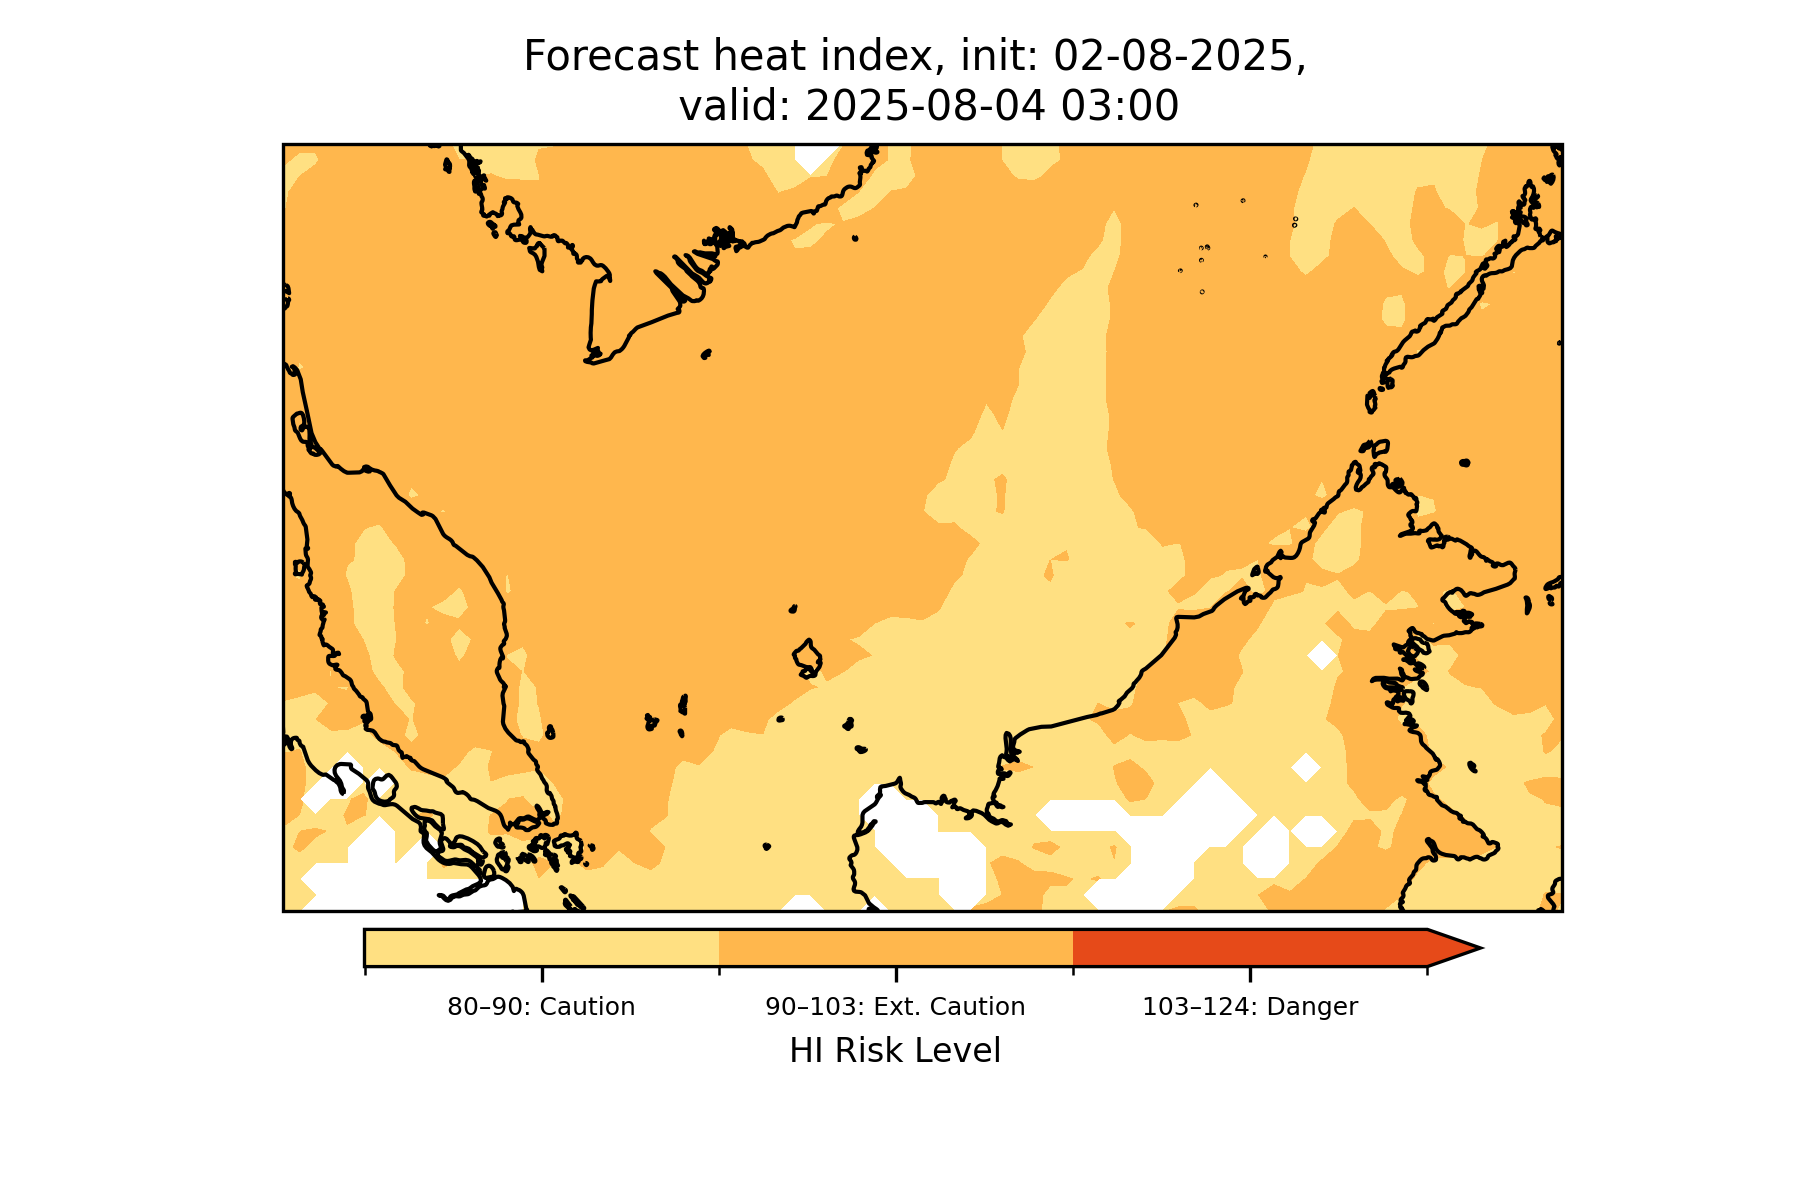 Forecast heat index, init: 02-08-2025,
valid: 2025-08-04 03:00
80–90: Caution
90–103: Ext. Caution
103–124: Danger
HI Risk Level